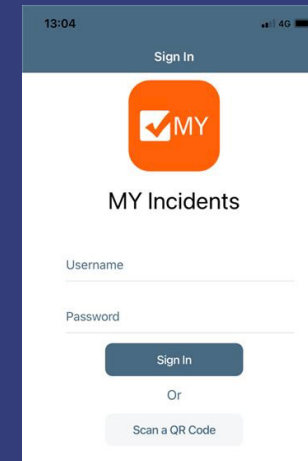 13:04
4G
Sign In
MY
MY Incidents
Username
Password
Sign In
Or
Scan a QR Code